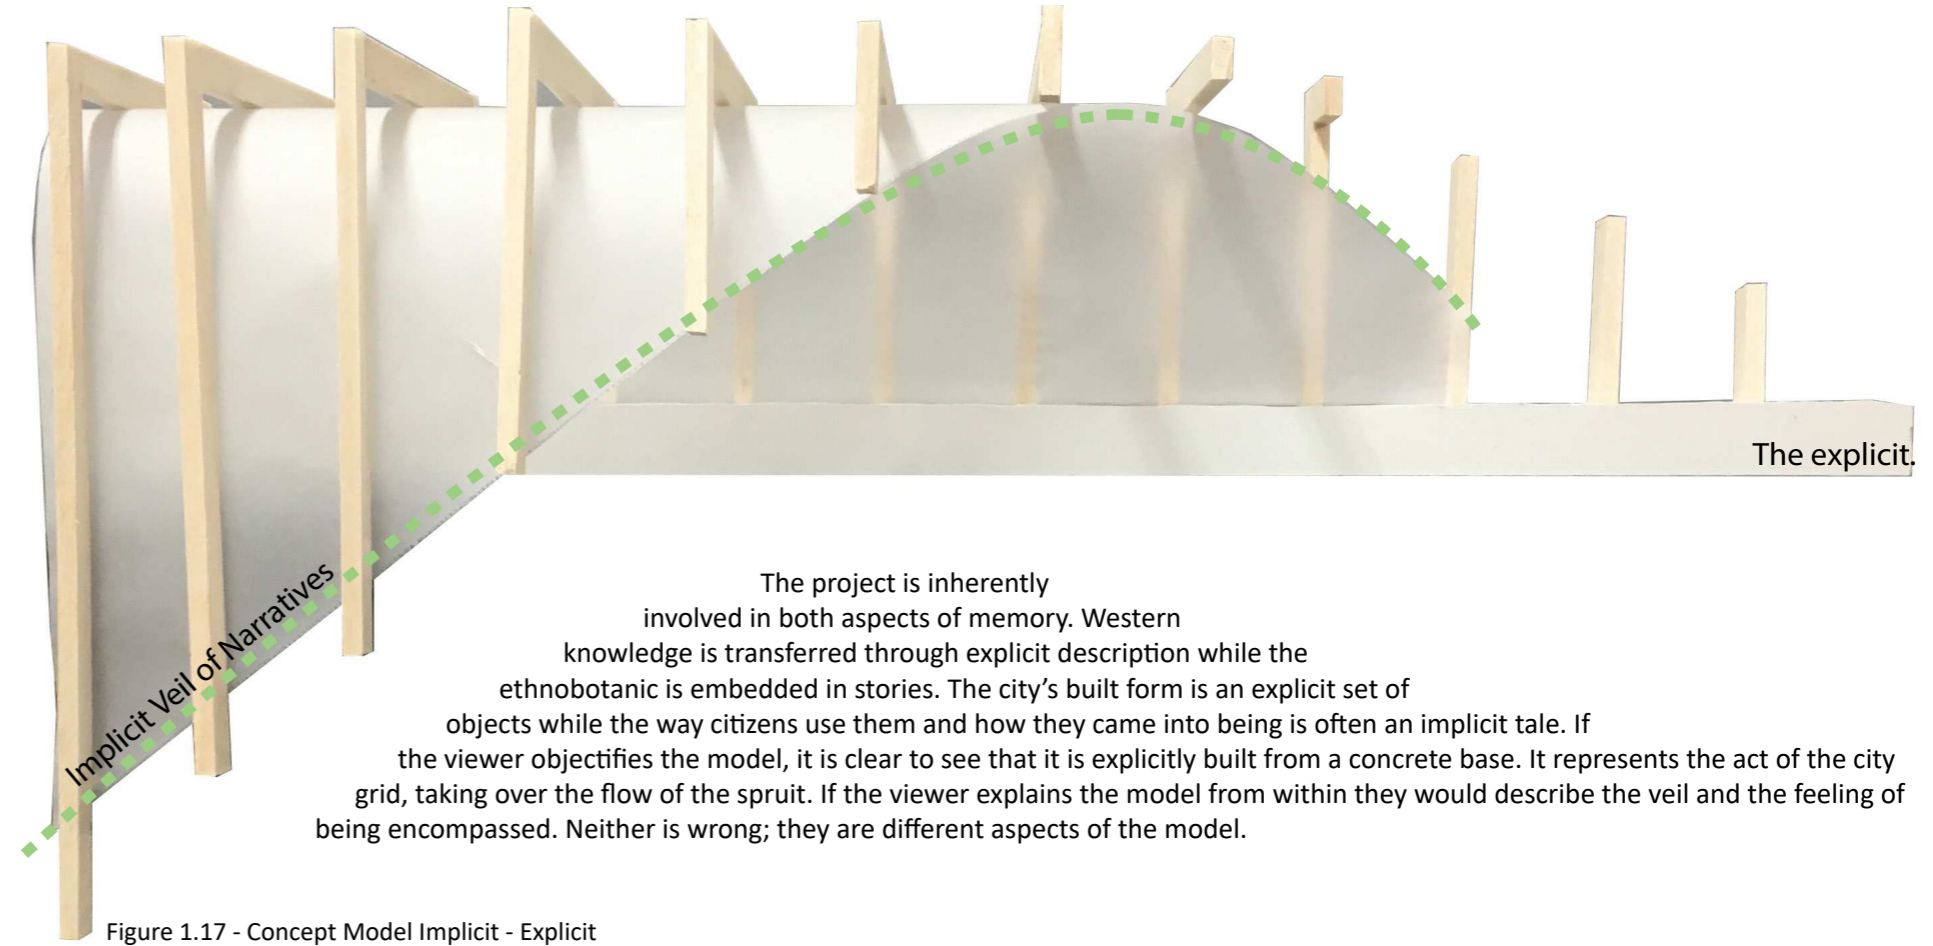 The explicit.
Implicit Veil of Narratives
The project is inherently
involved in both aspects of memory. Western
knowledge is transferred through explicit description while the
ethnobotanic is embedded in stories. The city’s built form is an explicit set of
objects while the way citizens use them and how they came into being is often an implicit tale. If
the viewer objectifies the model, it is clear to see that it is explicitly built from a concrete base. It represents the act of the city
grid, taking over the flow of the spruit. If the viewer explains the model from within they would describe the veil and the feeling of
being encompassed. Neither is wrong; they are different aspects of the model.
Figure 1.17 - Concept Model Implicit - Explicit